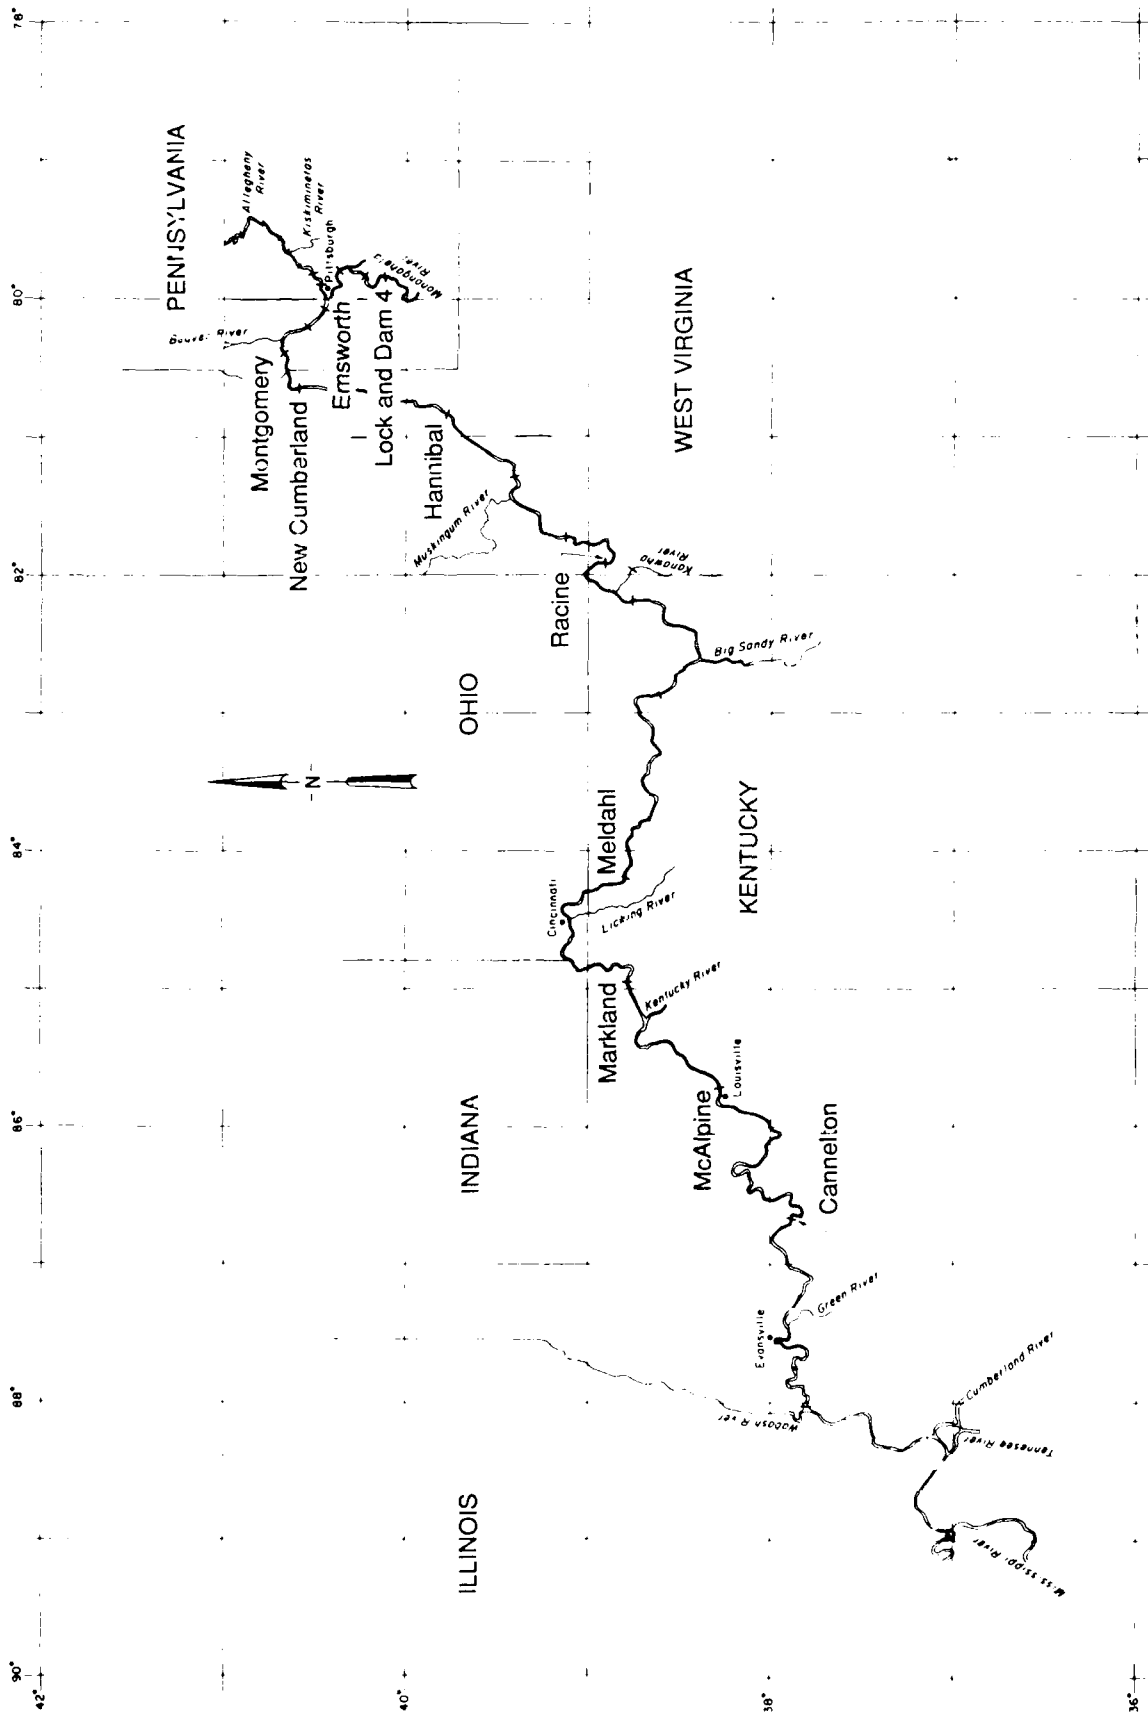 90°
88°
86°
84°
82°
80°
78°
42°
40°
38°
36°
PENNSYLVANIA
Allegheny
River
Kiskiminetas
River
Pittsburgh
River
Montgomery
New Cumberland
Emsworth
Lock and Dam 4
Monongahela
River
Hannibal
Muskingum River
WEST VIRGINIA
Racine
Kanawha
River
Big Sandy River
OHIO
N
Meldahl
KENTUCKY
Cincinnati
Licking River
Markland
Kentucky River
INDIANA
McAlpine
Louisville
Cannelton
Evansville
Green River
Wabash River
Cumberland River
Tennesee River
ILLINOIS
Mississippi River